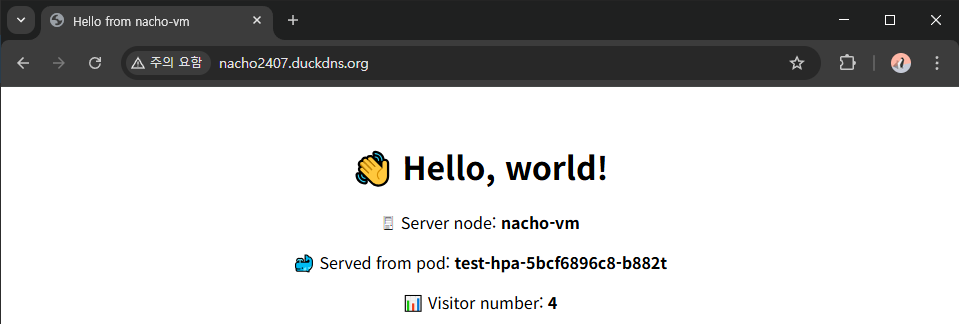 Hello from nacho-vm
주의 요함 nacho2407.duckdns.org
👋 Hello, world!
Server node: nacho-vm
Served from pod: test-hpa-5bcf6896c8-b882t
📊 Visitor number: 4